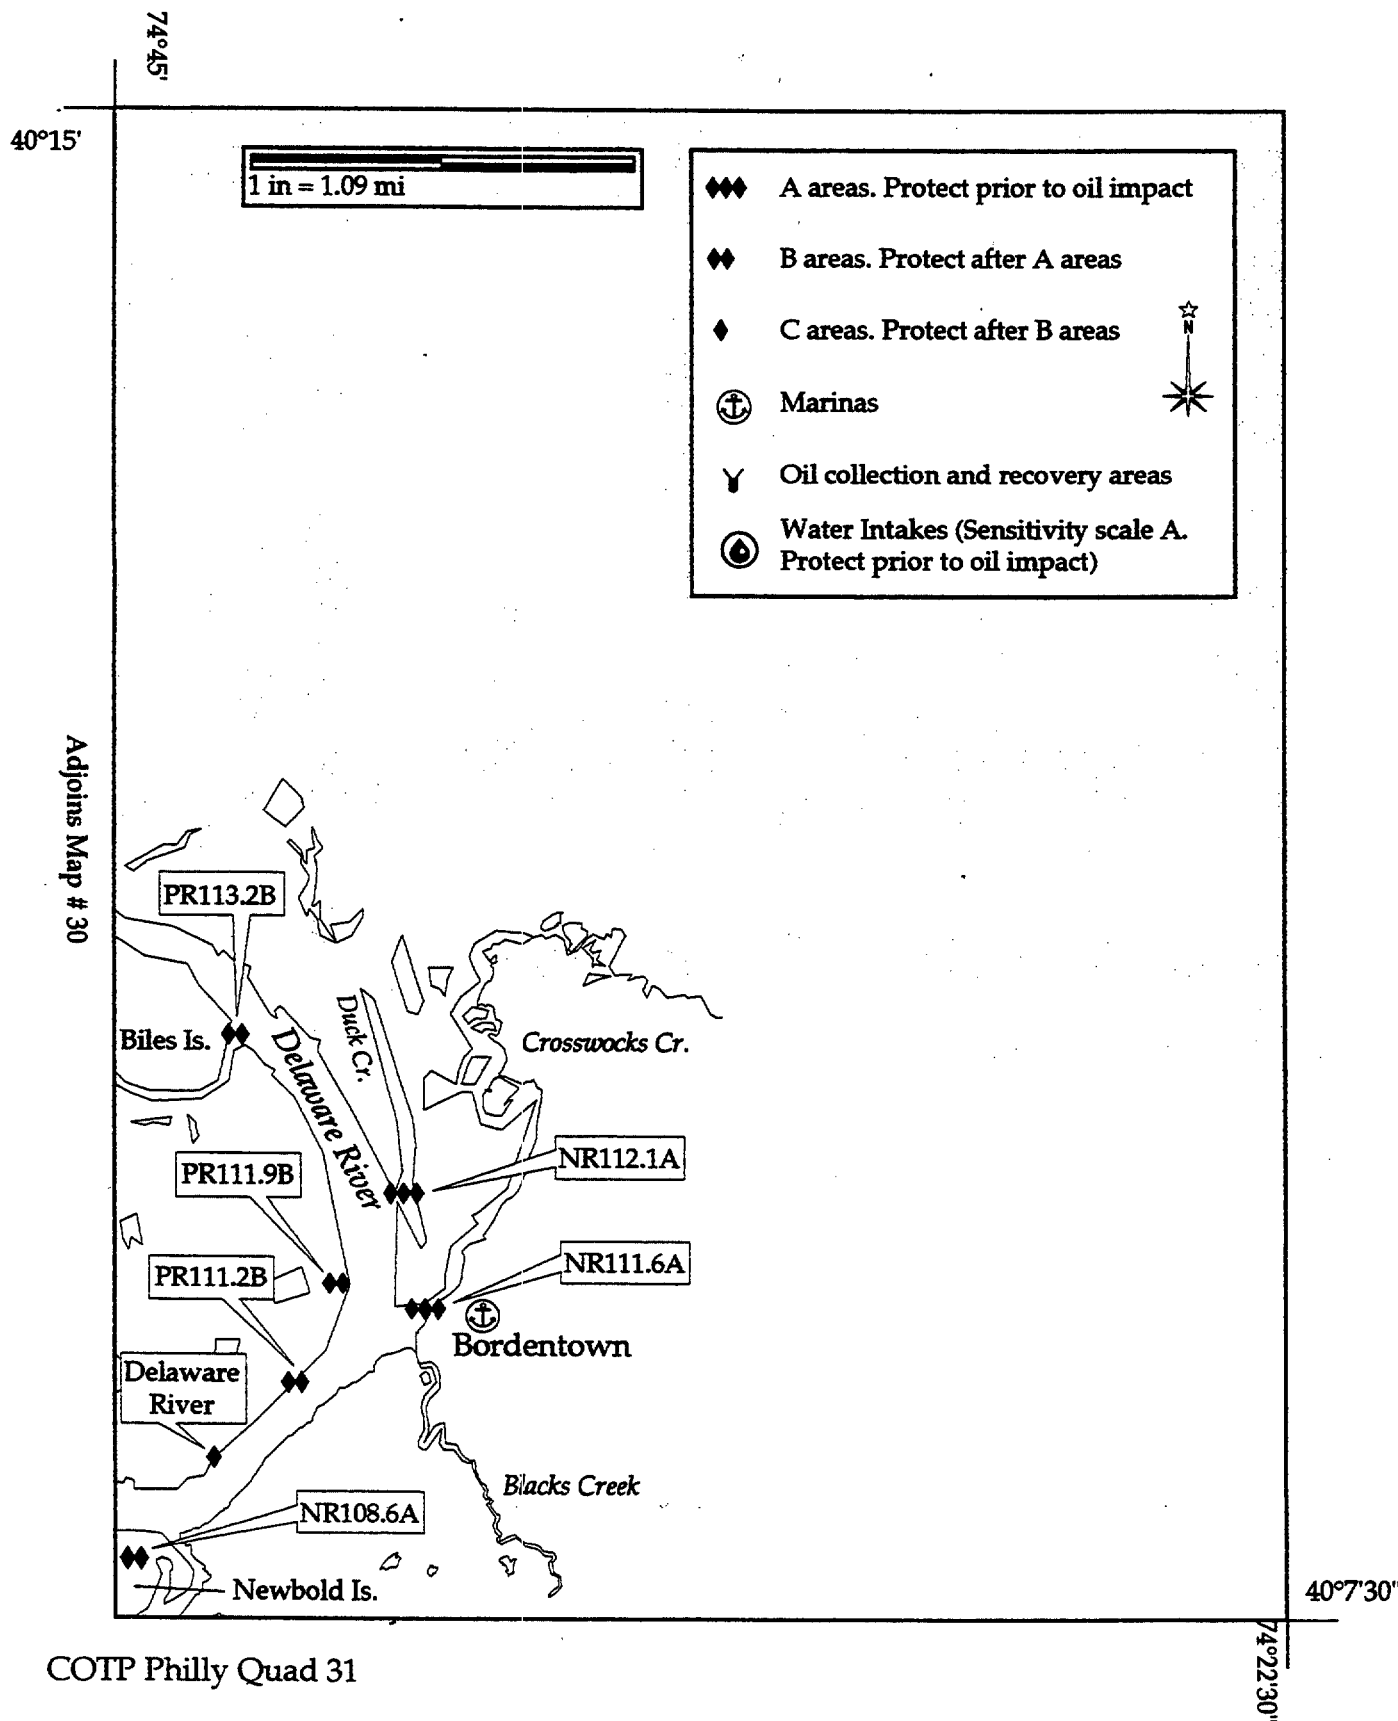 74°45'
40°15'
1 in = 1.09 mi
A areas. Protect prior to oil impact
B areas. Protect after A areas
C areas. Protect after B areas
N
Marinas
Oil collection and recovery areas
Water Intakes (Sensitivity scale A.
Protect prior to oil impact)
Adjoins Map # 30
PR113.2B
Biles Is.
Delaware River
Duck Cr.
Crosswocks Cr.
PR111.9B
NR112.1A
PR111.2B
NR111.6A
Bordentown
Delaware
River
Blacks Creek
NR108.6A
Newbold Is.
40°7'30"
74°22'30"
COTP Philly Quad 31